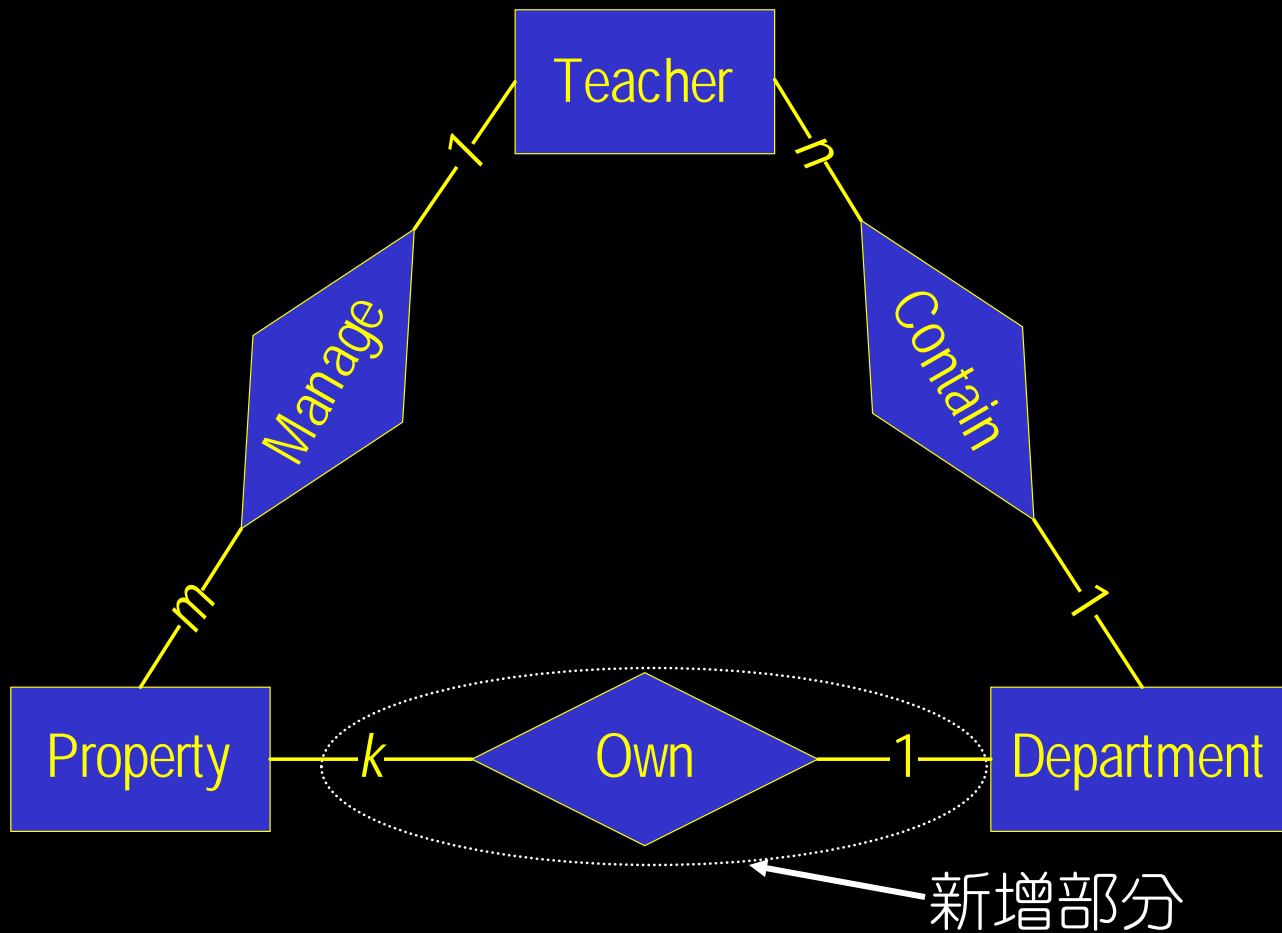 Teacher
1
n
Manage
Contain
m
1
Property
k
Own
1
Department
新增部分